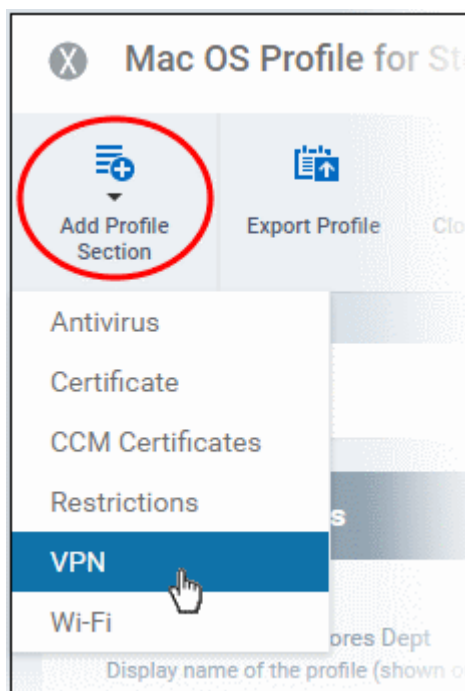 Mac OS Profile for St
Add Profile
Section
Export Profile
Clo
Antivirus
Certificate
CCM Certificates
Restrictions
s
VPN
Wi-Fi
ores Dept
Display name of the profile (shown o